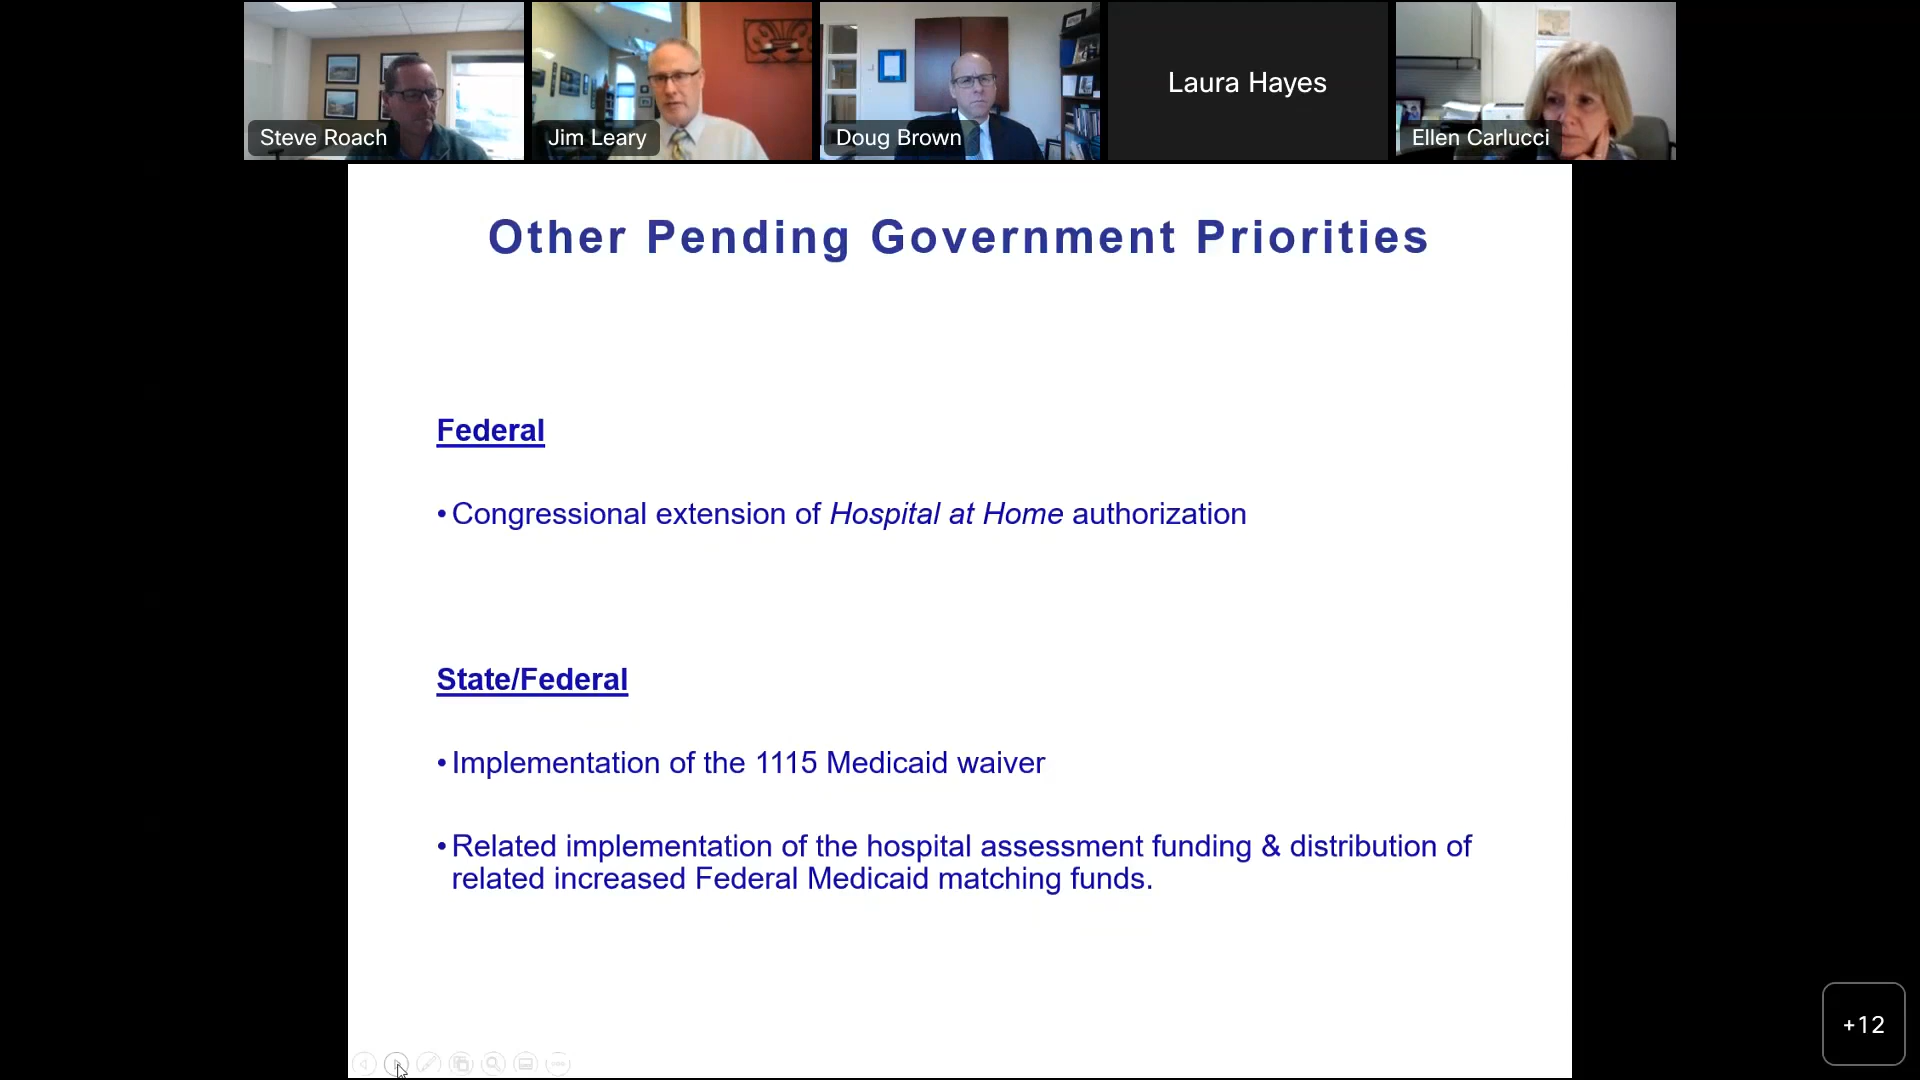 Steve Roach
Jim Leary
Doug Brown
Laura Hayes
Ellen Carlucci
Other Pending Government Priorities
Federal
• Congressional extension of Hospital at Home authorization
State/Federal
• Implementation of the 1115 Medicaid waiver
• Related implementation of the hospital assessment funding & distribution of
related increased Federal Medicaid matching funds.
+12